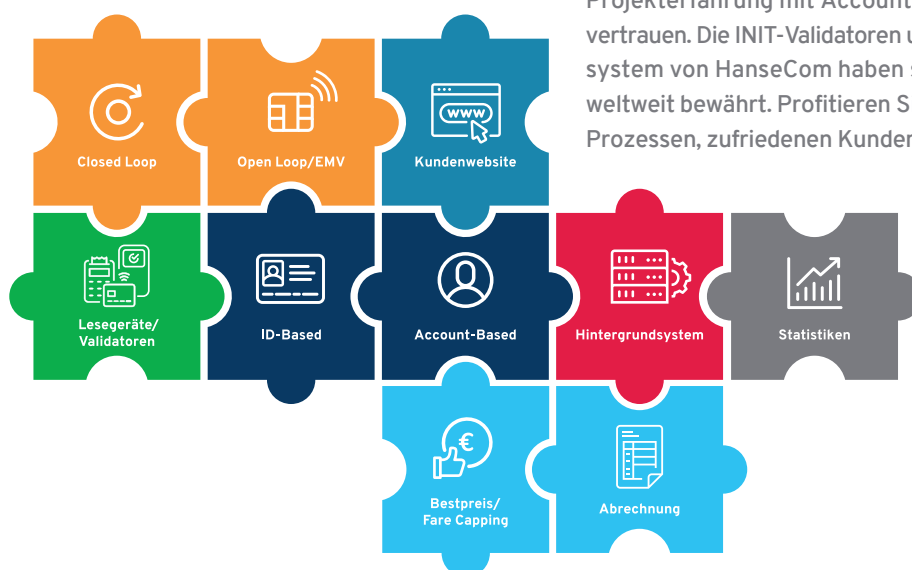 Projekterfahrung mit Account
vertrauen. Die INIT-Validatoren
system von HanseCom haben
weltweit bewährt. Profitieren S
Prozessen, zufriedenen Kunden
Closed Loop
Open Loop/EMV
www
Kundenwebsite
Lesegeräte/
Validatoren
ID-Based
Account-Based
Hintergrundsystem
Statistiken
€
Bestpreis/
Fare Capping
Abrechnung